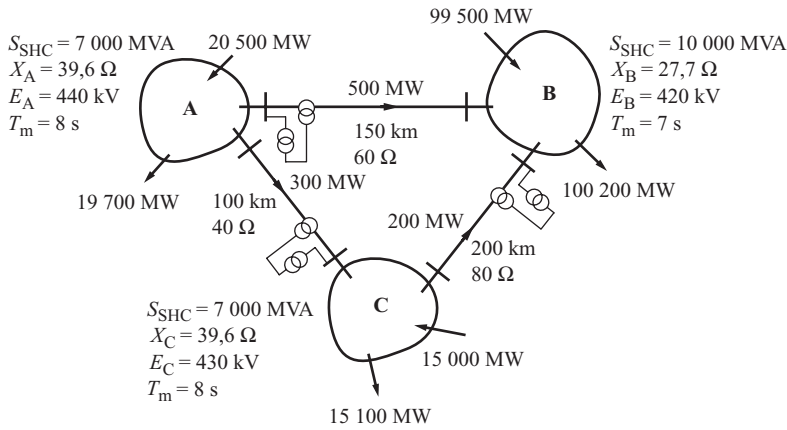 S_SHC = 7 000 MVA
X_A = 39,6 Ω
E_A = 440 kV
T_m = 8 s
20 500 MW
A
19 700 MW
500 MW
150 km
60 Ω
99 500 MW
B
S_SHC = 10 000 MVA
X_B = 27,7 Ω
E_B = 420 kV
T_m = 7 s
100 200 MW
300 MW
100 km
40 Ω
200 MW
200 km
80 Ω
S_SHC = 7 000 MVA
X_C = 39,6 Ω
E_C = 430 kV
T_m = 8 s
C
15 000 MW
15 100 MW